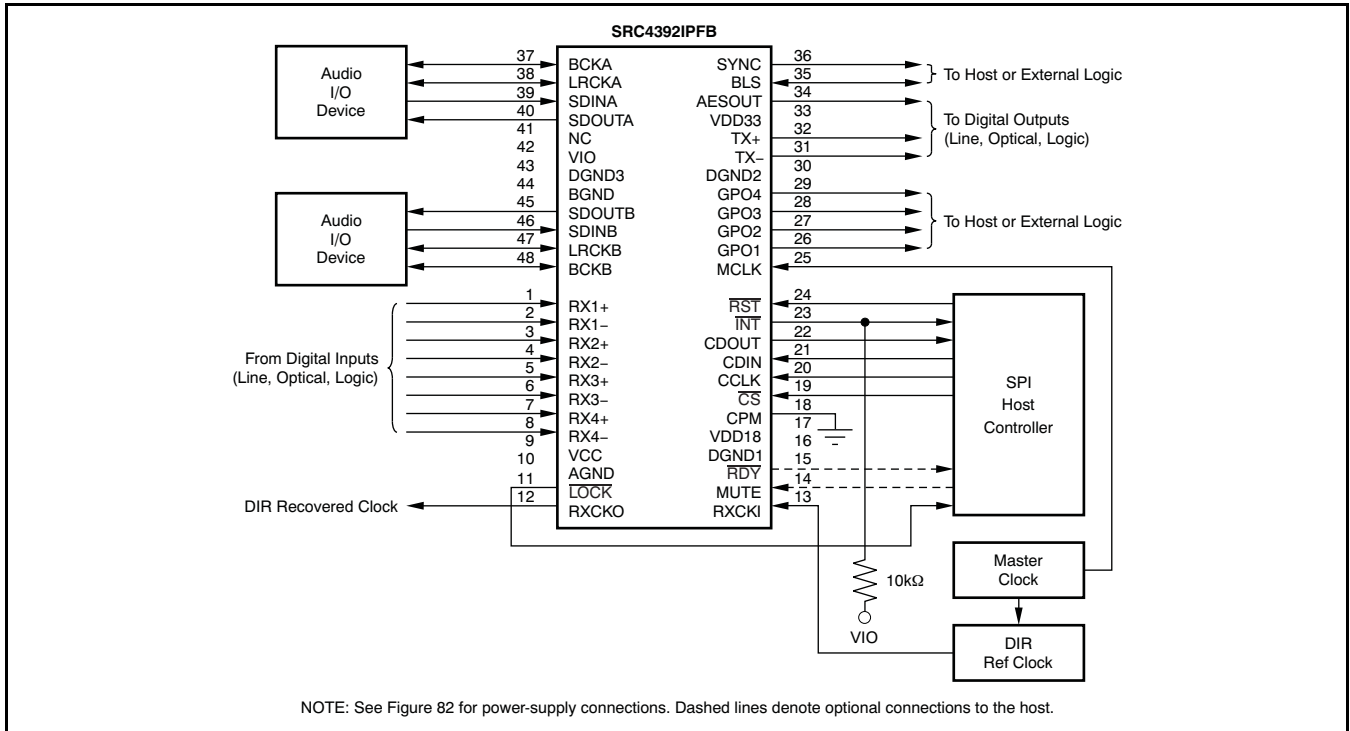 SRC4392IPFB
Audio
I/O
Device
37
38
39
40
41
42
43
44
45
46
47
48
BCKA
LRCKA
SDINA
SDOUTA
NC
VIO
DGND3
BGND
SDOUTB
SDINB
LRCKB
BCKB
Audio
I/O
Device
SYNC
BLS
AESOUT
VDD33
TX+
TX−
DGND2
GPO4
GPO3
GPO2
GPO1
MCLK
36
35
34
33
32
31
30
29
28
27
26
25
To Host or External Logic
To Digital Outputs
(Line, Optical, Logic)
To Host or External Logic
From Digital Inputs
(Line, Optical, Logic)
1
2
3
4
5
6
7
8
9
10
11
12
RX1+
RX1−
RX2+
RX2−
RX3+
RX3−
RX4+
RX4−
VCC
AGND
LOCK
RXCKO
DIR Recovered Clock
RST
INT
CDOUT
CDIN
CCLK
CS
CPM
VDD18
DGND1
RDY
MUTE
RXCKI
24
23
22
21
20
19
18
17
16
15
14
13
SPI
Host
Controller
10kΩ
VIO
Master
Clock
DIR
Ref Clock
NOTE: See Figure 82 for power-supply connections. Dashed lines denote optional connections to the host.